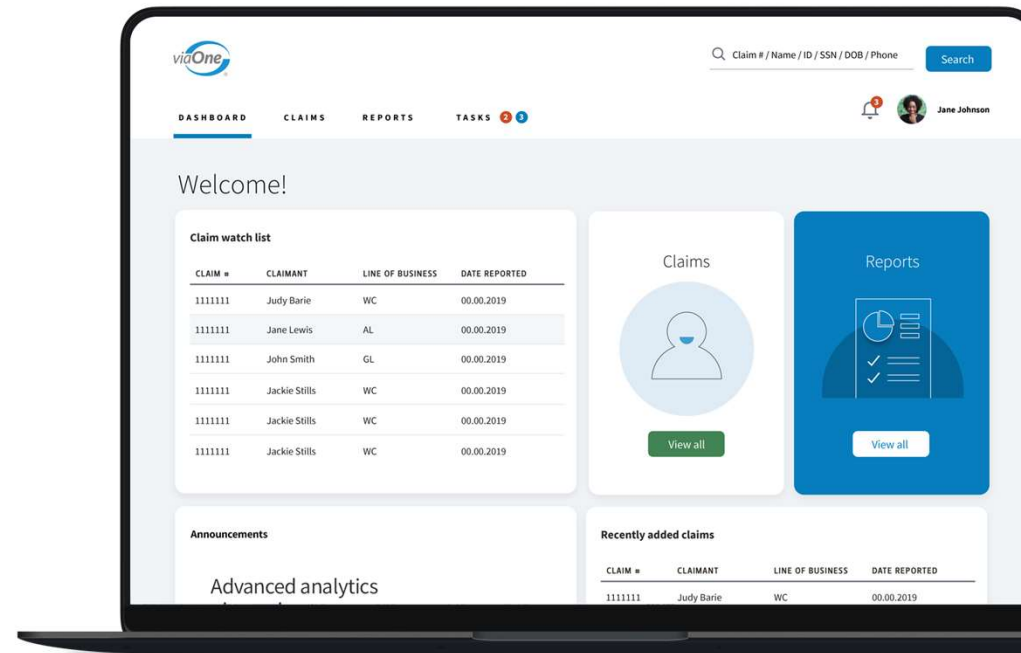 viaOne
Claim # / Name / ID / SSN / DOB / Phone
Search
DASHBOARD CLAIMS REPORTS TASKS 2 3
3
Jane Johnson
Welcome!
Claim watch list
CLAIM # CLAIMANT LINE OF BUSINESS DATE REPORTED
1111111 Judy Barie WC 00.00.2019
1111111 Jane Lewis AL 00.00.2019
1111111 John Smith GL 00.00.2019
1111111 Jackie Stills WC 00.00.2019
1111111 Jackie Stills WC 00.00.2019
1111111 Jackie Stills WC 00.00.2019
Claims
View all
Reports
View all
Announcements
Advanced analytics
Recently added claims
CLAIM # CLAIMANT LINE OF BUSINESS DATE REPORTED
1111111 Judy Barie WC 00.00.2019